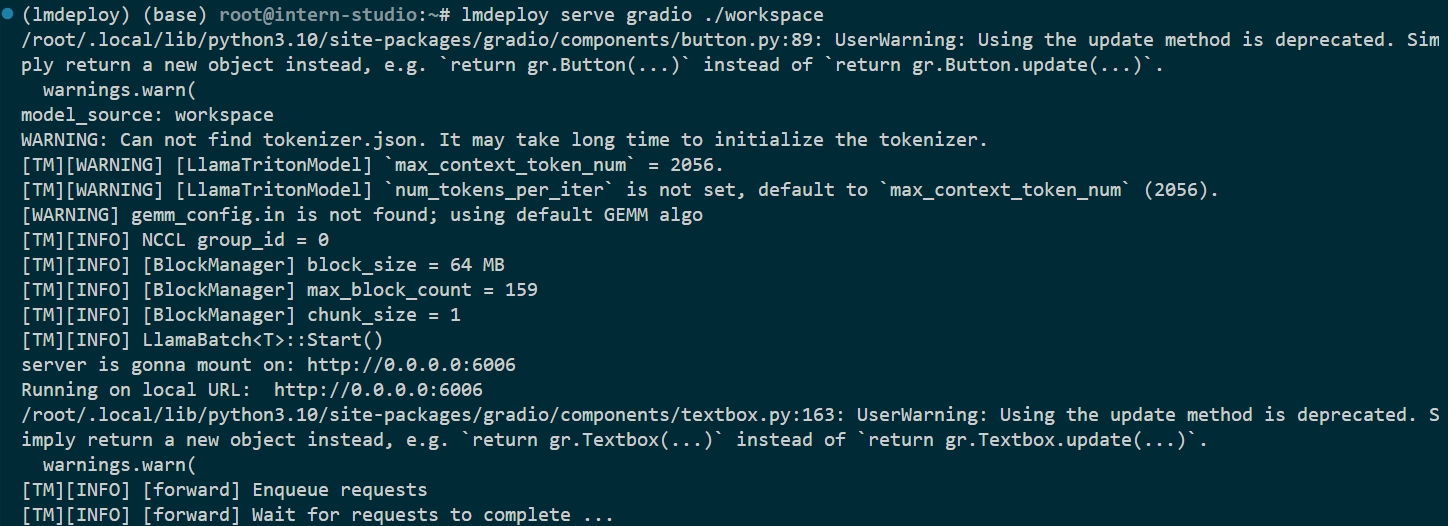 (lmdeploy) (base) root@intern-studio:~# lmdeploy serve gradio ./workspace
/root/.local/lib/python3.10/site-packages/gradio/components/button.py:89: UserWarning: Using the update method is deprecated. Sim
ply return a new object instead, e.g. `return gr.Button(...)` instead of `return gr.Button.update(...)`.
  warnings.warn(
model_source: workspace
WARNING: Can not find tokenizer.json. It may take long time to initialize the tokenizer.
[TM][WARNING] [LlamaTritonModel] `max_context_token_num` = 2056.
[TM][WARNING] [LlamaTritonModel] `num_tokens_per_iter` is not set, default to `max_context_token_num` (2056).
[WARNING] gemm_config.in is not found; using default GEMM algo
[TM][INFO] NCCL group_id = 0
[TM][INFO] [BlockManager] block_size = 64 MB
[TM][INFO] [BlockManager] max_block_count = 159
[TM][INFO] [BlockManager] chunk_size = 1
[TM][INFO] LlamaBatch<T>::Start()
server is gonna mount on: http://0.0.0.0:6006
Running on local URL:  http://0.0.0.0:6006
/root/.local/lib/python3.10/site-packages/gradio/components/textbox.py:163: UserWarning: Using the update method is deprecated. S
imply return a new object instead, e.g. `return gr.Textbox(...)` instead of `return gr.Textbox.update(...)`.
  warnings.warn(
[TM][INFO] [forward] Enqueue requests
[TM][INFO] [forward] Wait for requests to complete ...